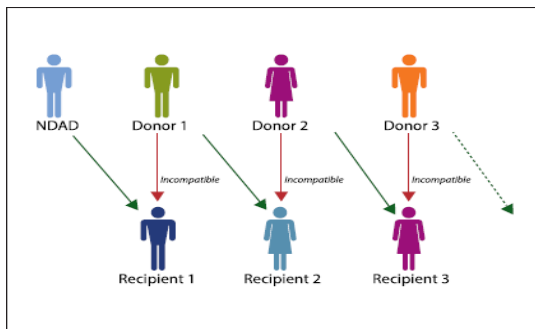 NDAD Donor 1 Donor 2 Donor 3
Incompatible Incompatible Incompatible
Recipient 1 Recipient 2 Recipient 3